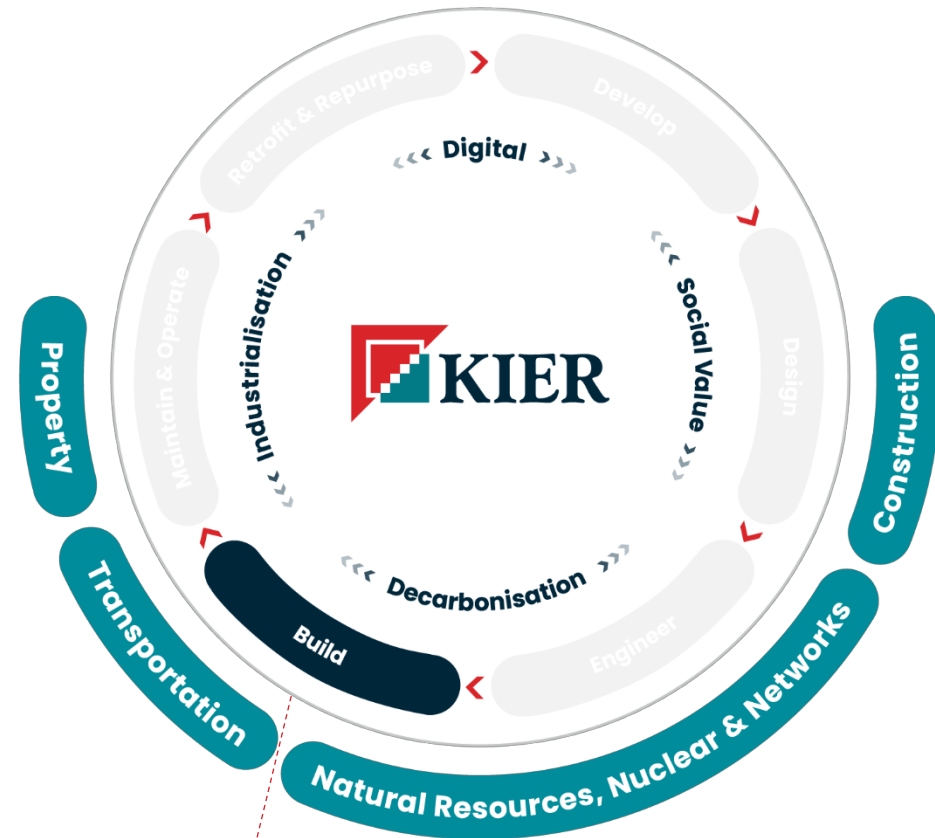 Retrofit & Repurpose
Develop
Digital
Maintain & Operate
Industrialisation
Social Value
Design
Property
KIER
Construction
Transportation
Build
Decarbonisation
Engineer
Natural Resources, Nuclear & Networks